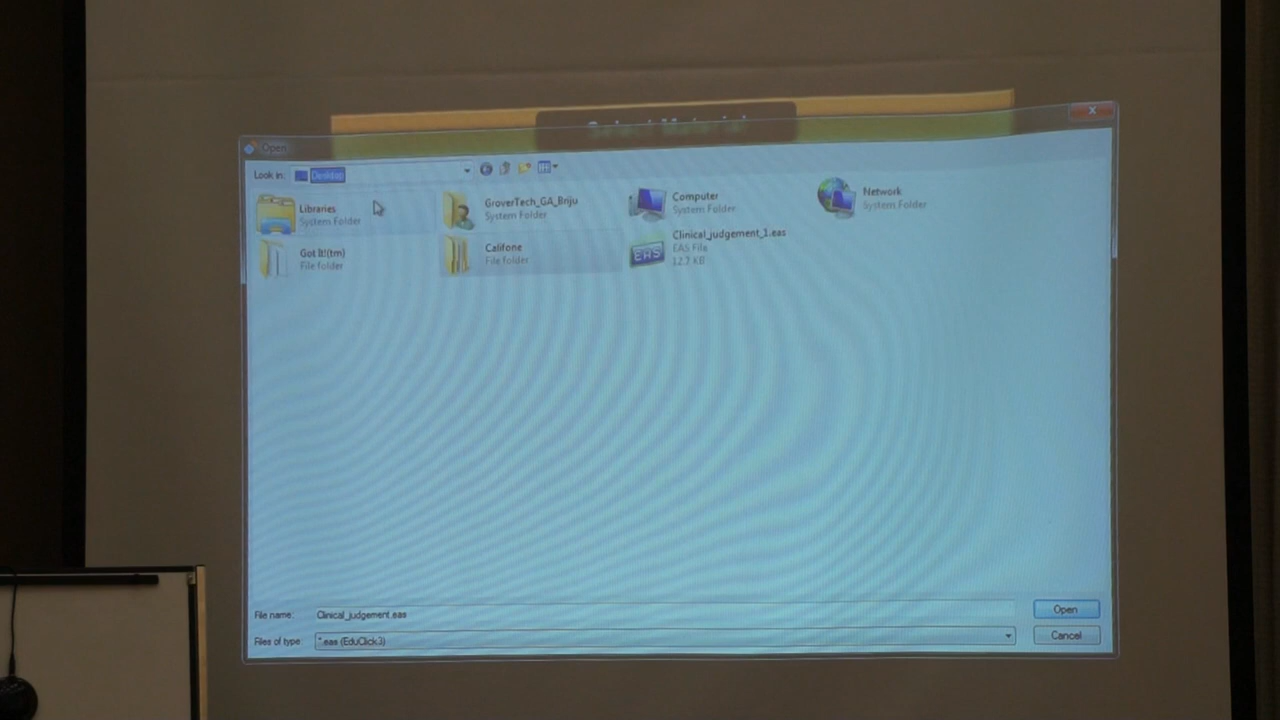 Open
Look in: Desktop
Libraries
System Folder
GroverTech_GA_Briju
System Folder
Computer
System Folder
Network
System Folder
Got It!(tm)
File folder
Califone
File folder
Clinical_judgement_1.eas
EAS File
12.7 KB
EAS
File name: Clinical_judgement.eas
Open
Files of type: *.eas (EduClick3)
Cancel